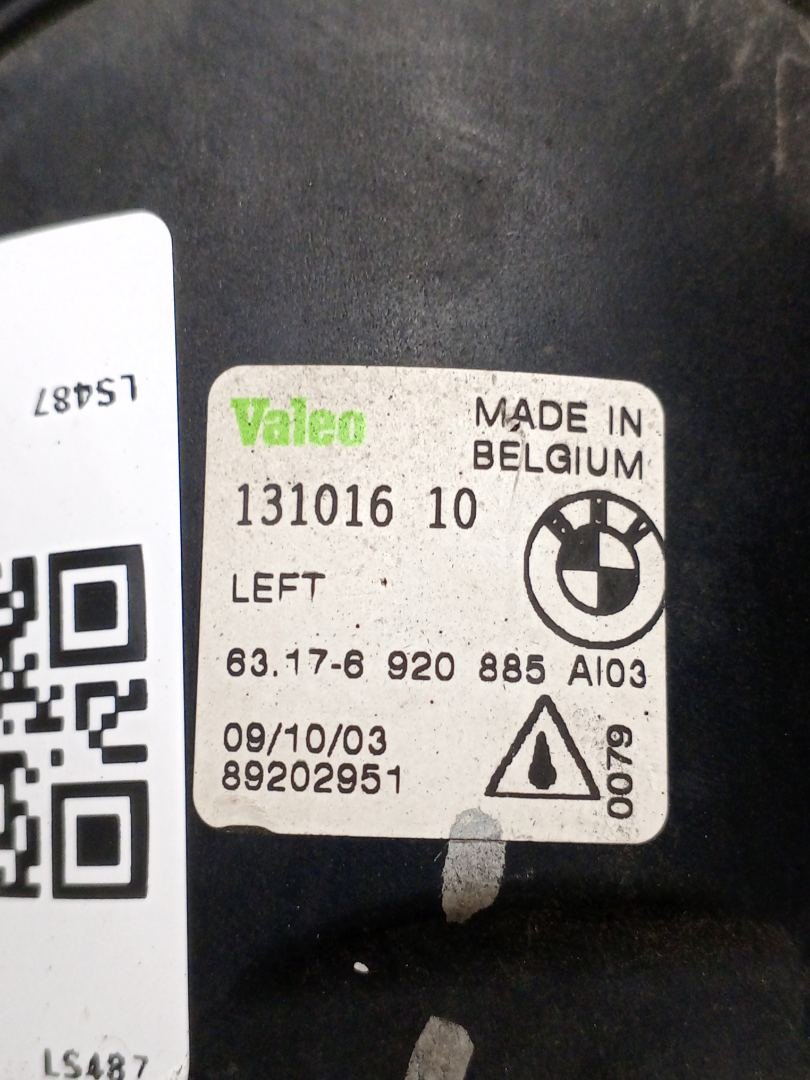 LS487
Valeo
MADE IN
BELGIUM
131016 10
LEFT
63.17-6 920 885 AI03
09/10/03
89202951
0079
LS487